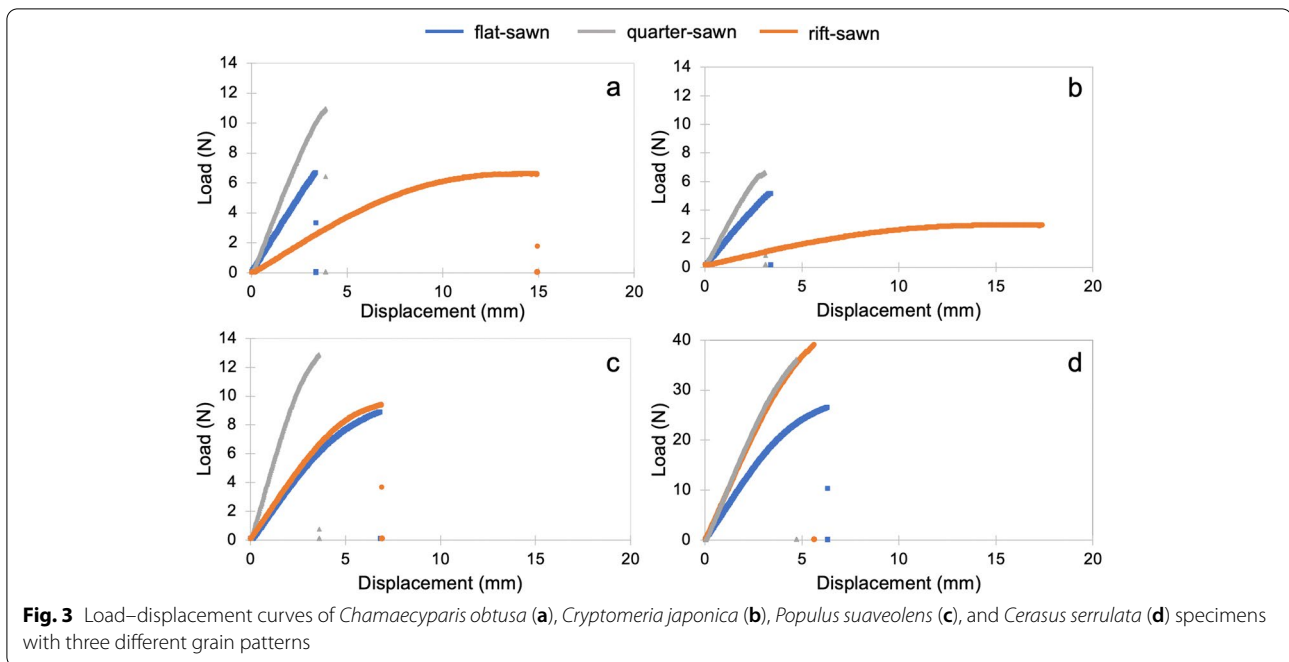 flat-sawn quarter-sawn rift-sawn
a
Load (N)
14
12
10
8
6
4
2
0
0 5 10 15 20
Displacement (mm)
b
Load (N)
14
12
10
8
6
4
2
0
0 5 10 15 20
Displacement (mm)
c
Load (N)
14
12
10
8
6
4
2
0
0 5 10 15 20
Displacement (mm)
d
Load (N)
40
30
20
10
0
0 5 10 15 20
Displacement (mm)
Fig. 3 Load–displacement curves of Chamaecyparis obtusa (a), Cryptomeria japonica (b), Populus suaveolens (c), and Cerasus serrulata (d) specimens
with three different grain patterns